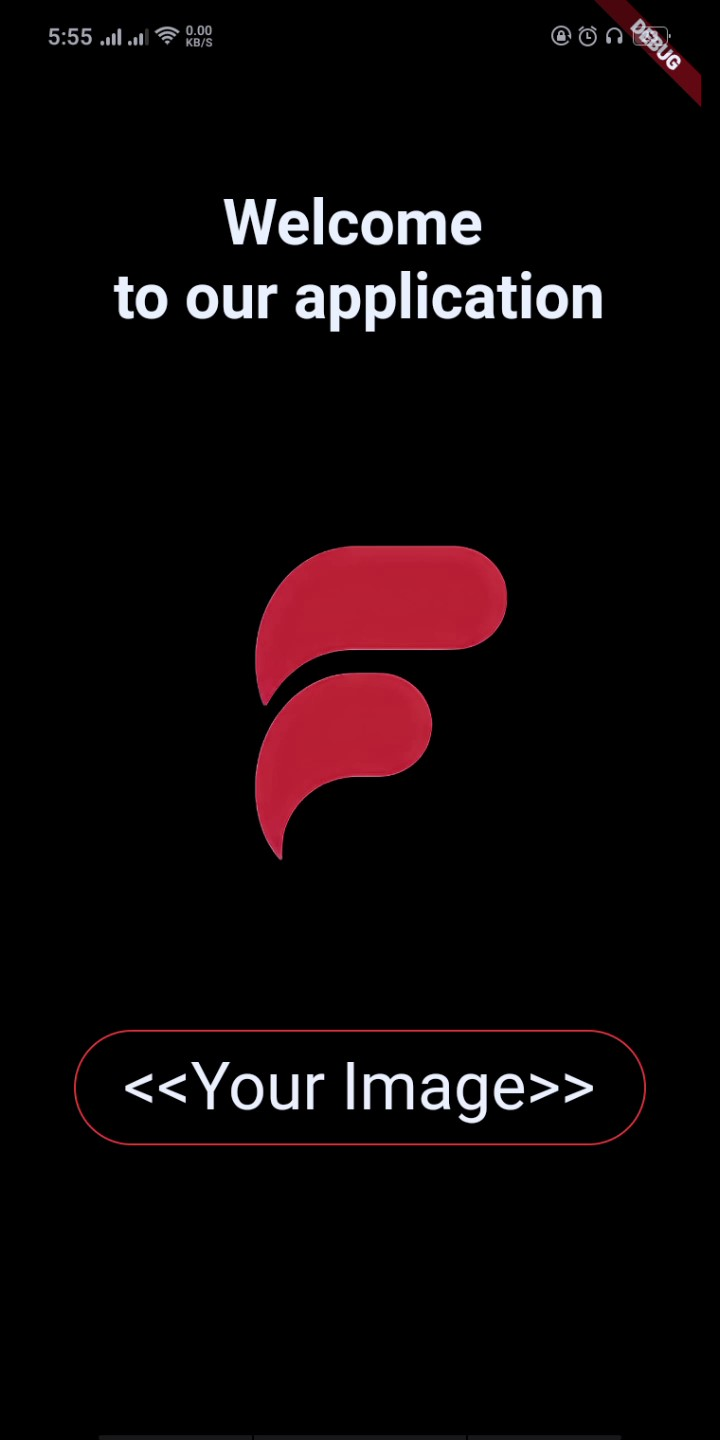 5:55
0.00
KB/S
DEBUG
Welcome
to our application
<<Your Image>>